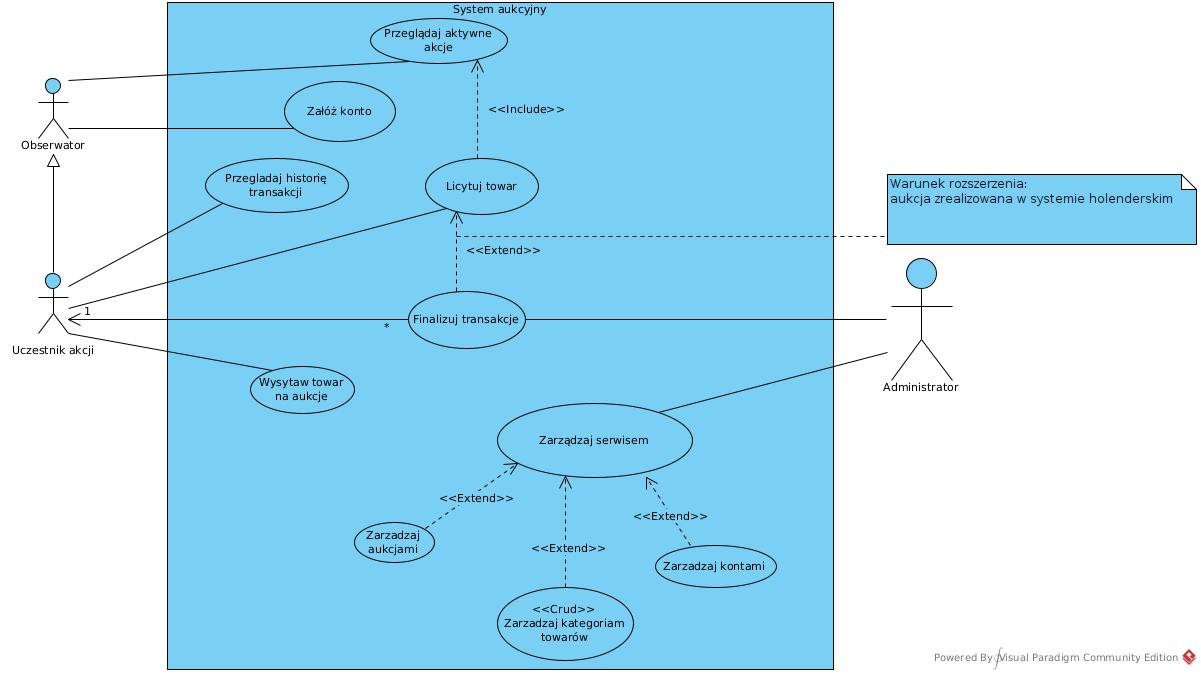 System aukcyjny
Przeglądaj aktywne
akcje
<<Include>>
Załóż konto
Obserwator
Przegladaj historię
transakcji
Licytuj towar
Warunek rozszerzenia:
aukcja zrealizowana w systemie holenderskim
<<Extend>>
1
*
Finalizuj transakcje
Uczestnik akcji
Administrator
Wysytaw towar
na aukcje
Zarządzaj serwisem
<<Extend>>
<<Extend>>
<<Extend>>
Zarzadzaj
aukcjami
Zarzadzaj kontami
<<Crud>>
Zarzadzaj kategoriam
towarów
Powered By Visual Paradigm Community Edition